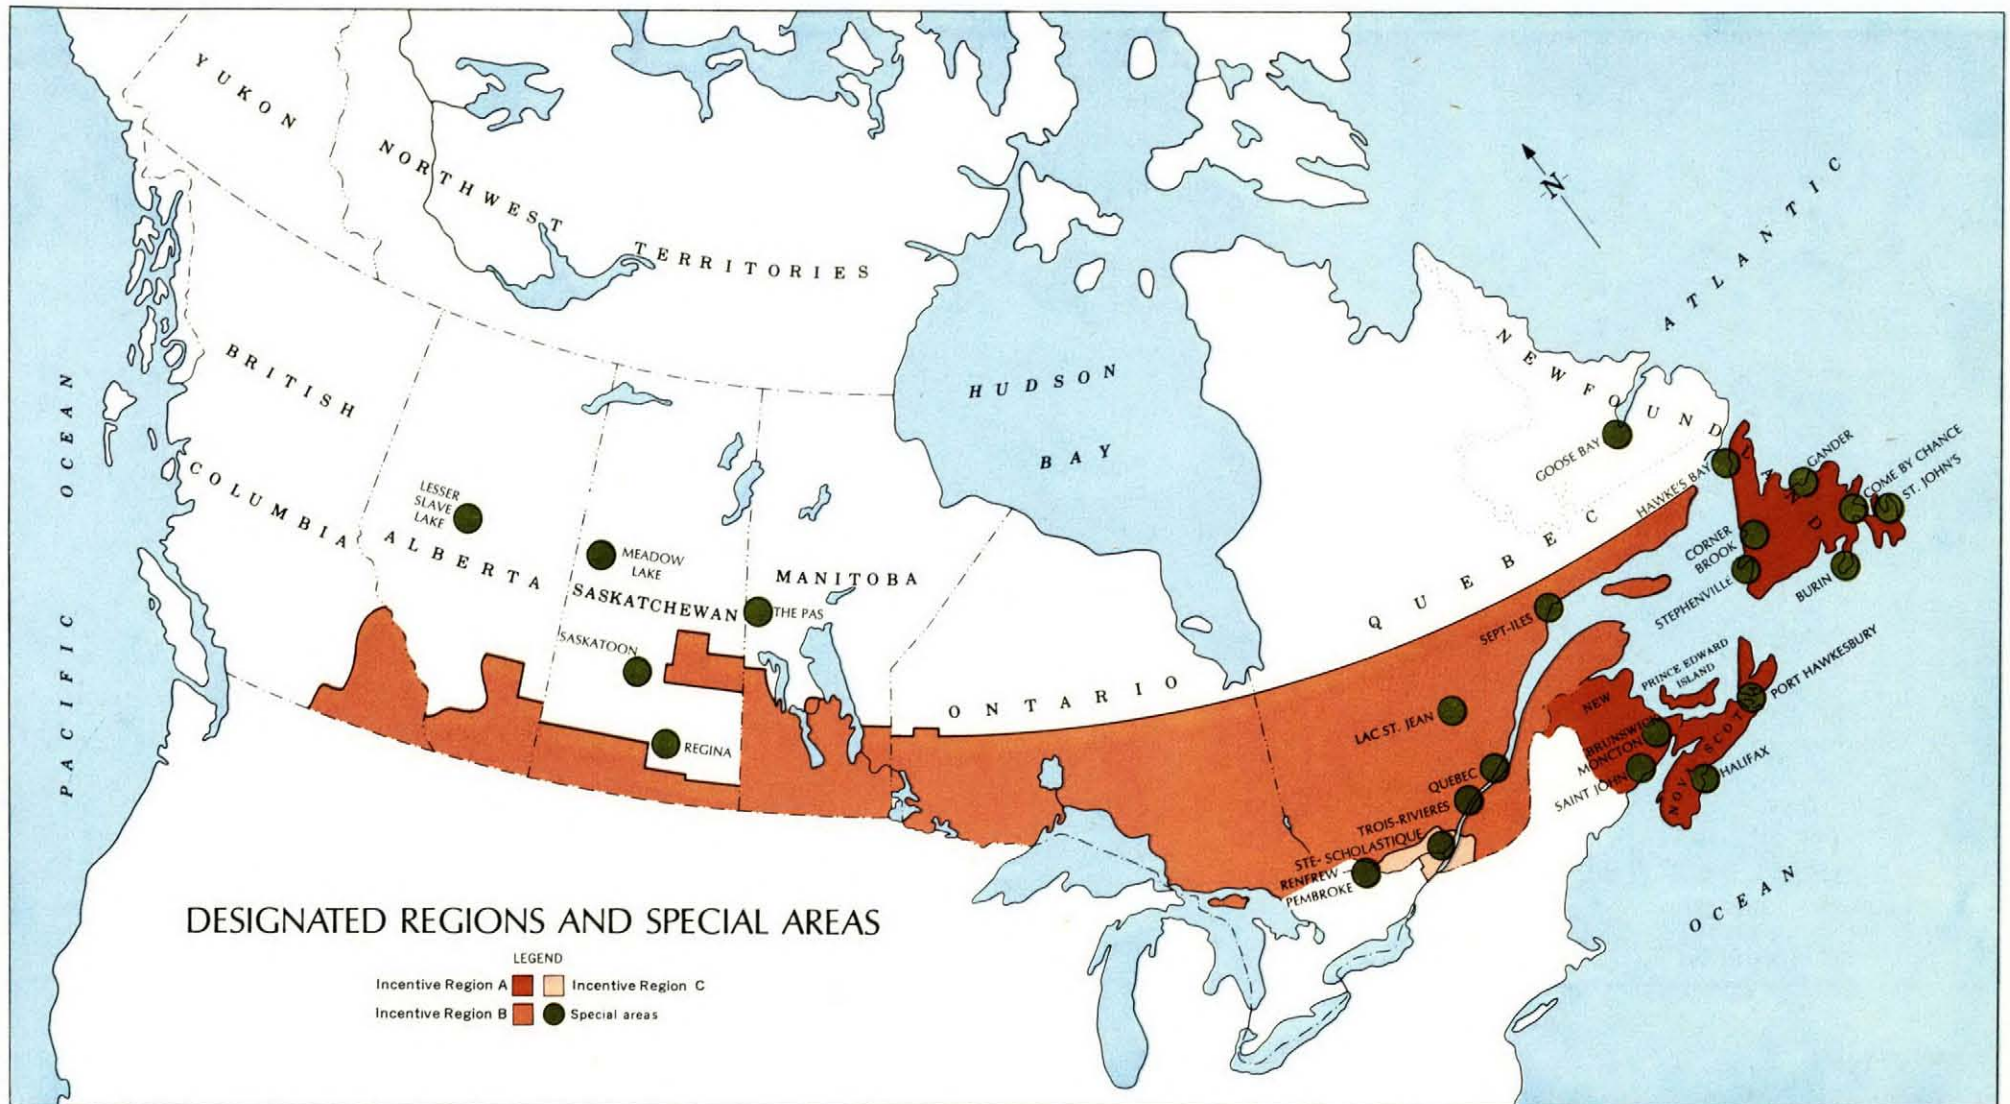 YUKON
NORTHWEST
TERRITORIES
PACIFIC OCEAN
BRITISH
COLUMBIA
ALBERTA
LESSER
SLAVE
LAKE
MEADOW
LAKE
SASKATCHEWAN
SASKATOON
REGINA
MANITOBA
THE PAS
HUDSON
BAY
ONTARIO
QUEBEC
N
ATLANTIC
OCEAN
NEWFOUNDLAND
GOOSE BAY
HAWKE'S BAY
GANDER
COME BY CHANCE
ST. JOHN'S
CORNER
BROOK
STEPHENVILLE
BURIN
SEPT-ILES
PRINCE EDWARD
ISLAND
PORT HAWKESBURY
NEW
BRUNSWICK
MONCTON
SAINT JOHN
NOVA SCOTIA
HALIFAX
LAC ST. JEAN
QUEBEC
TROIS-RIVIERES
STE- SCHOLASTIQUE
RENFREW
PEMBROKE
DESIGNATED REGIONS AND SPECIAL AREAS
LEGEND
Incentive Region A
Incentive Region C
Incentive Region B
Special areas